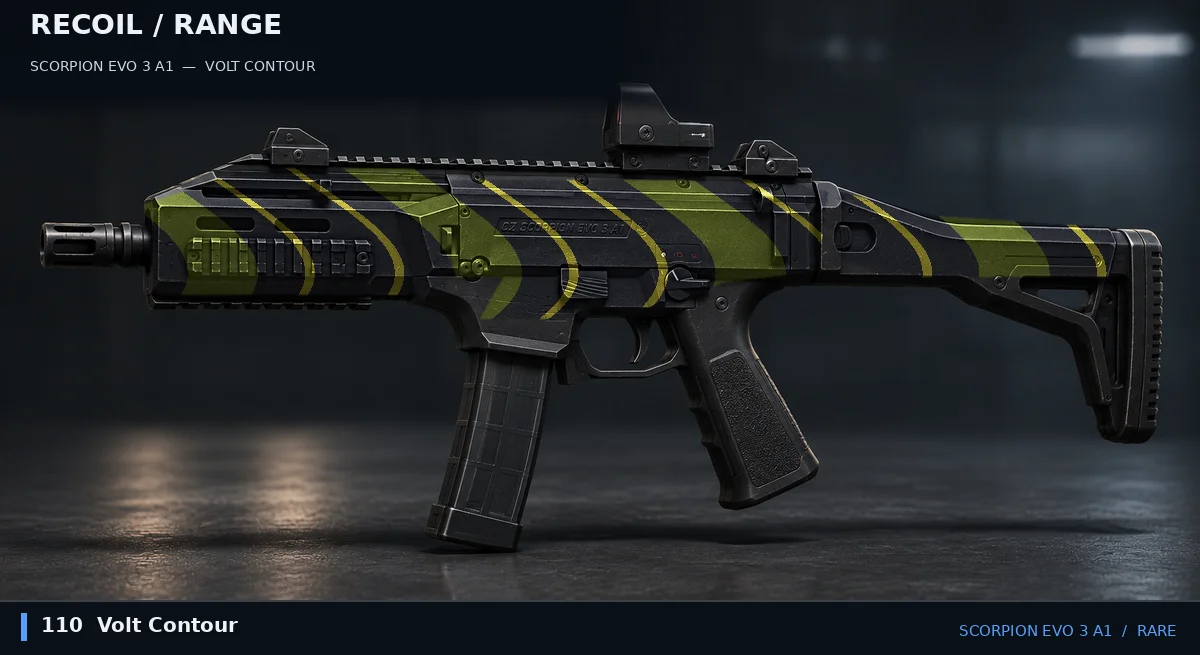 RECOIL / RANGE
SCORPION EVO 3 A1 — VOLT CONTOUR
CZ SCORPION EVO 3 A1
110 Volt Contour
SCORPION EVO 3 A1 / RARE